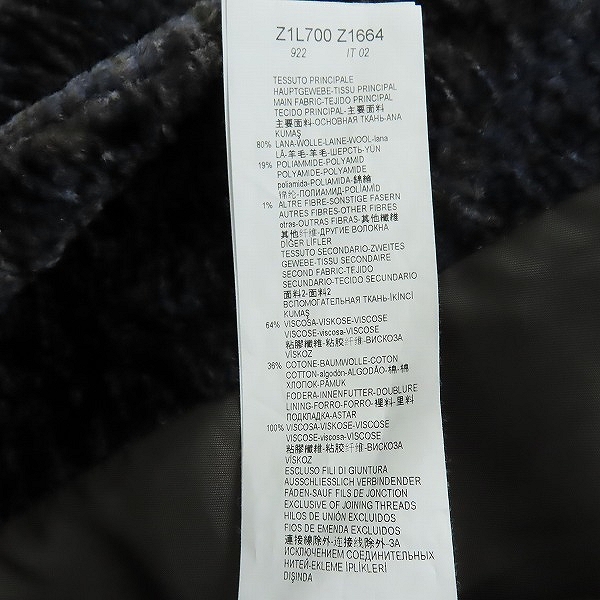 Z1L700 Z1664
922 IT 02
TESSUTO PRINCIPALE
HAUPTGEWEBE-TISSU PRINCIPAL
MAIN FABRIC-TEJIDO PRINCIPAL
TECIDO PRINCIPAL-主要面料
主要面料-ОСНОВНАЯ ТКАНЬ-ANA
KUMAŞ
80% LANA-WOLLE-LAINE-WOOL-lana
LÃ-羊毛-羊毛-ШЕРСТЬ-YÜN
19% POLIAMMIDE-POLYAMID
POLYAMIDE-POLYAMIDE
poliamida-POLIAMIDA-錦綸
锦纶-ПОЛИАМИД-POLİAMİD
1% ALTRE FIBRE-SONSTIGE FASERN
AUTRES FIBRES-OTHER FIBRES
otras-OUTRAS FIBRAS-其他纖維
其他纤维-ДРУГИЕ ВОЛОКНА
DİĞER LİFLER
TESSUTO SECONDARIO-ZWEITES
GEWEBE-TISSU SECONDAIRE
SECOND FABRIC-TEJIDO
SECUNDARIO-TECIDO SECUNDARIO
面料2-面料2
ВСПОМОГАТЕЛЬНАЯ ТКАНЬ-İKİNCİ
KUMAŞ
64% VISCOSA-VISKOSE-VISCOSE
VISCOSE-viscosa-VISCOSE
粘膠纖維-粘胶纤维-ВИСКОЗА
VİSKOZ
36% COTONE-BAUMWOLLE-COTON
COTTON-algodón-ALGODÃO-棉-棉
ХЛОПОК-PAMUK
FODERA-INNENFUTTER-DOUBLURE
LINING-FORRO-FORRO-裡料-里料
ПОДКЛАДКА-ASTAR
100% VISCOSA-VISKOSE-VISCOSE
VISCOSE-viscosa-VISCOSE
粘膠纖維-粘胶纤维-ВИСКОЗА
VİSKOZ
ESCLUSO FILI DI GIUNTURA
AUSSCHLIESSLICH VERBINDENDER
FÄDEN-SAUF FILS DE JONCTION
EXCLUSIVE OF JOINING THREADS
HILOS DE UNIÓN EXCLUIDOS
FIOS DE EMENDA EXCLUIDOS
連接線除外-连接线除外-ЗА
ИСКЛЮЧЕНИЕМ СОЕДИНИТЕЛЬНЫХ
НИТЕЙ-EKLEME İPLİKLERİ
DIŞINDA